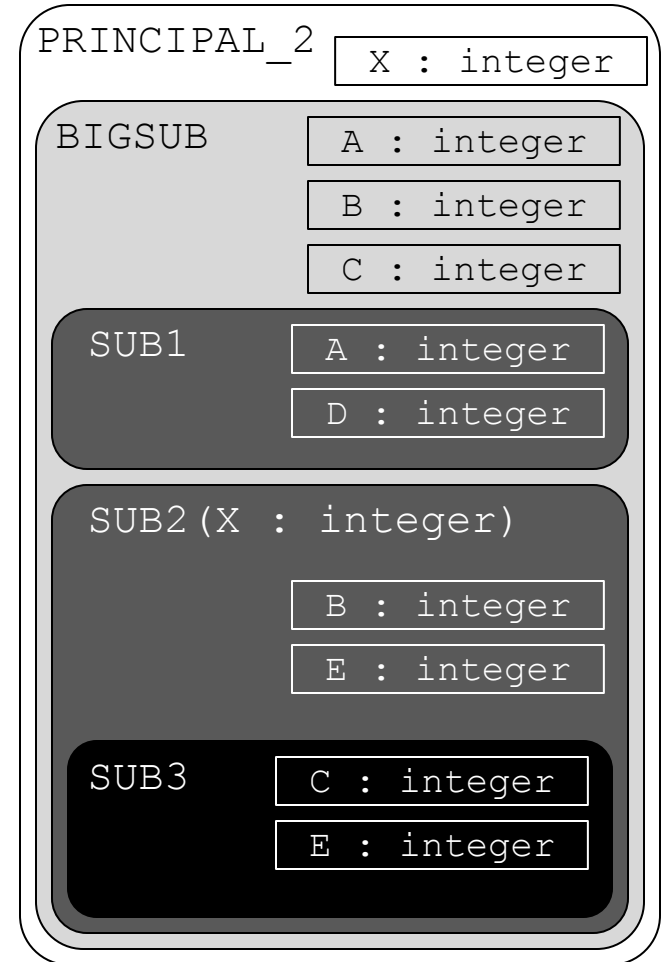 PRINCIPAL_2
X : integer
BIGSUB
A : integer
B : integer
C : integer
SUB1
A : integer
D : integer
SUB2(X : integer)
B : integer
E : integer
SUB3
C : integer
E : integer